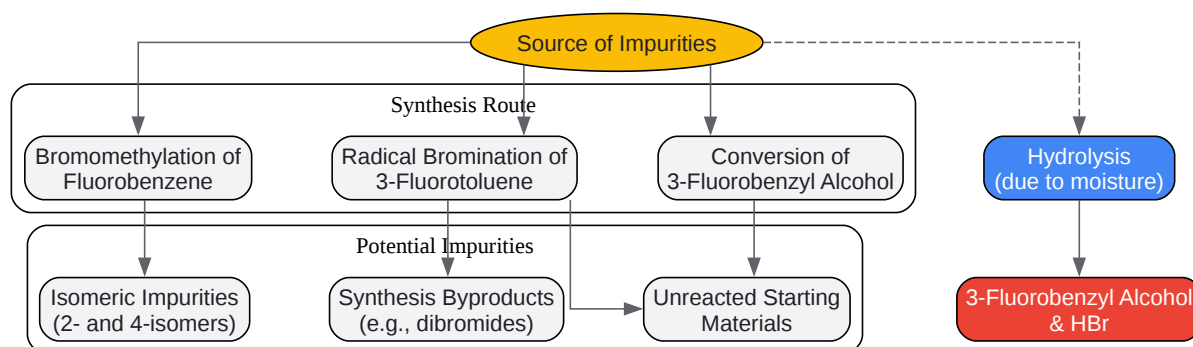 Source of Impurities
Synthesis Route
Bromomethylation of
Fluorobenzene
Radical Bromination of
3-Fluorotoluene
Conversion of
3-Fluorobenzyl Alcohol
Hydrolysis
(due to moisture)
Potential Impurities
Isomeric Impurities
(2- and 4-isomers)
Synthesis Byproducts
(e.g., dibromides)
Unreacted Starting
Materials
3-Fluorobenzyl Alcohol
& HBr